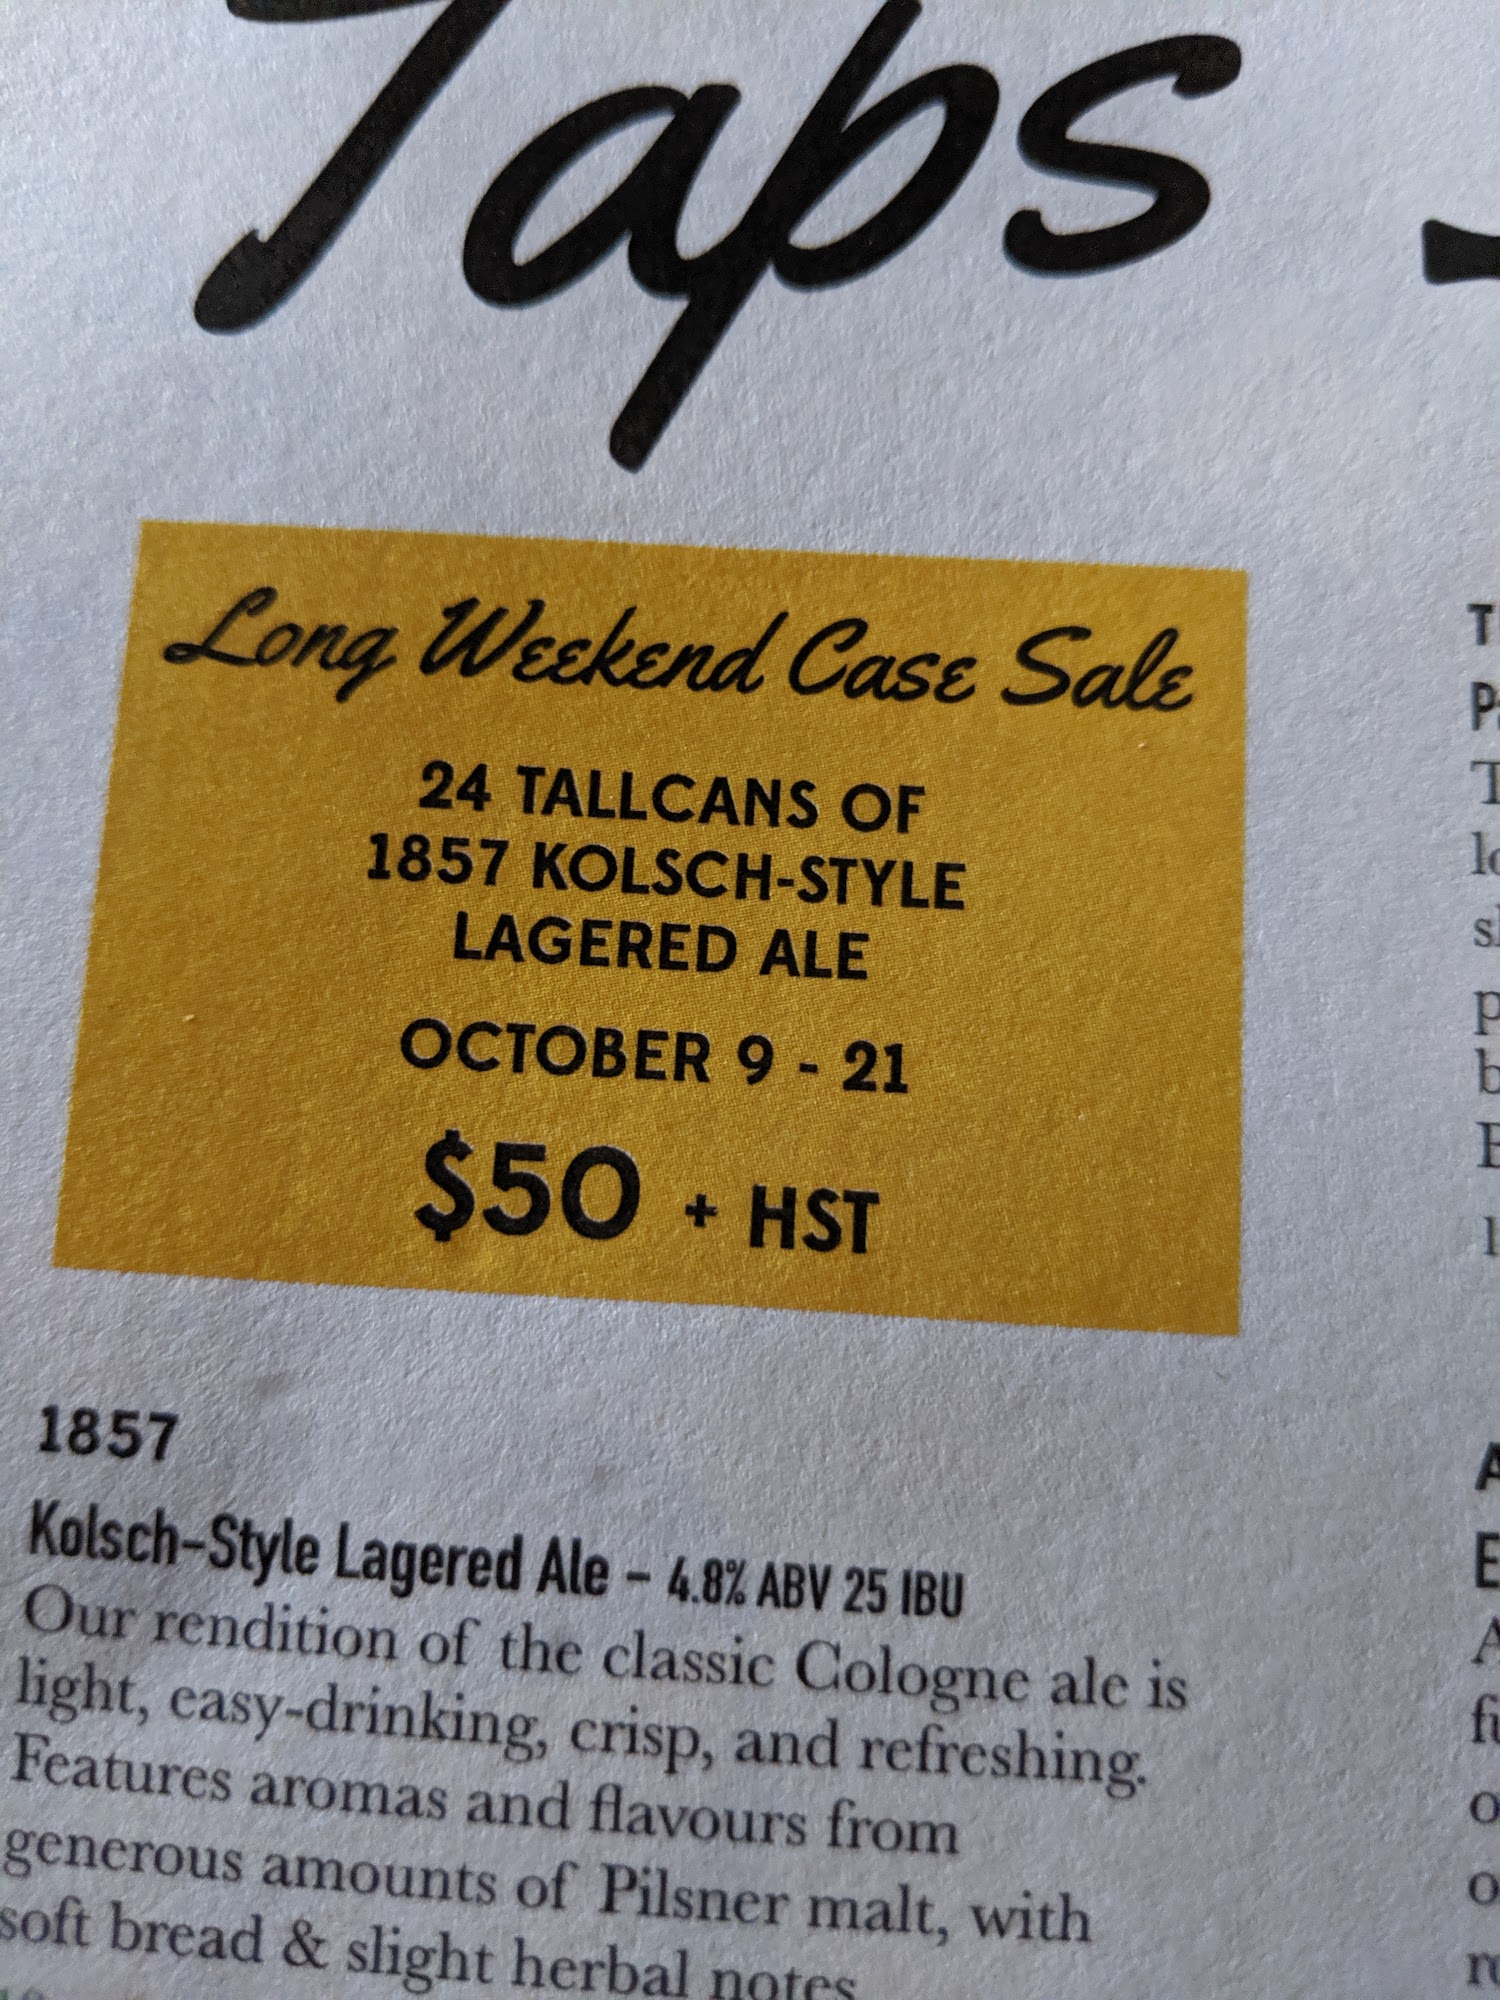 Taps
Long Weekend Case Sale
24 TALLCANS OF
1857 KOLSCH-STYLE
LAGERED ALE
OCTOBER 9 - 21
$50 + HST
1857
Kolsch-Style Lagered Ale – 4.8% ABV 25 IBU
Our rendition of the classic Cologne ale is
light, easy-drinking, crisp, and refreshing.
Features aromas and flavours from
generous amounts of Pilsner malt, with
soft bread & slight herbal notes